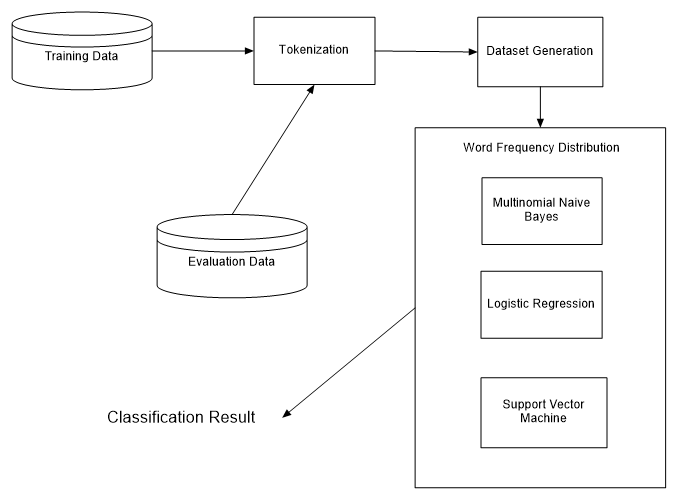 Training Data
Tokenization
Dataset Generation
Word Frequency Distribution
Multinomial Naive
Bayes
Evaluation Data
Logistic Regression
Classification Result
Support Vector
Machine